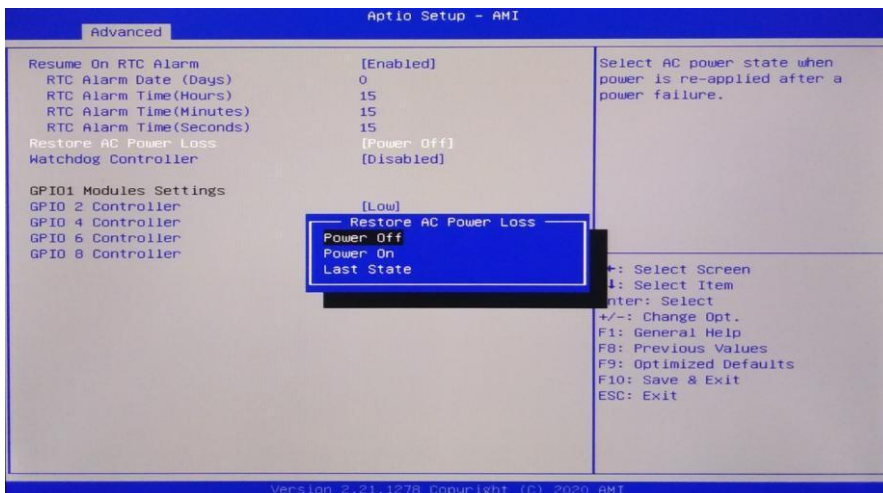 Aptio Setup – AMI
Advanced
Resume On RTC Alarm [Enabled]
RTC Alarm Date (Days) 0
RTC Alarm Time(Hours) 15
RTC Alarm Time(Minutes) 15
RTC Alarm Time(Seconds) 15
Restore AC Power Loss [Power Off]
Watchdog Controller [Disabled]
GPIO1 Modules Settings
GPIO 2 Controller [Low]
GPIO 4 Controller
GPIO 6 Controller
GPIO 8 Controller
Restore AC Power Loss
Power Off
Power On
Last State
Select AC power state when
power is re-applied after a
power failure.
: Select Screen
: Select Item
nter: Select
+/-: Change Opt.
F1: General Help
F8: Previous Values
F9: Optimized Defaults
F10: Save & Exit
ESC: Exit
Version 2.21.1278 Copyright (C) 2020 AMI